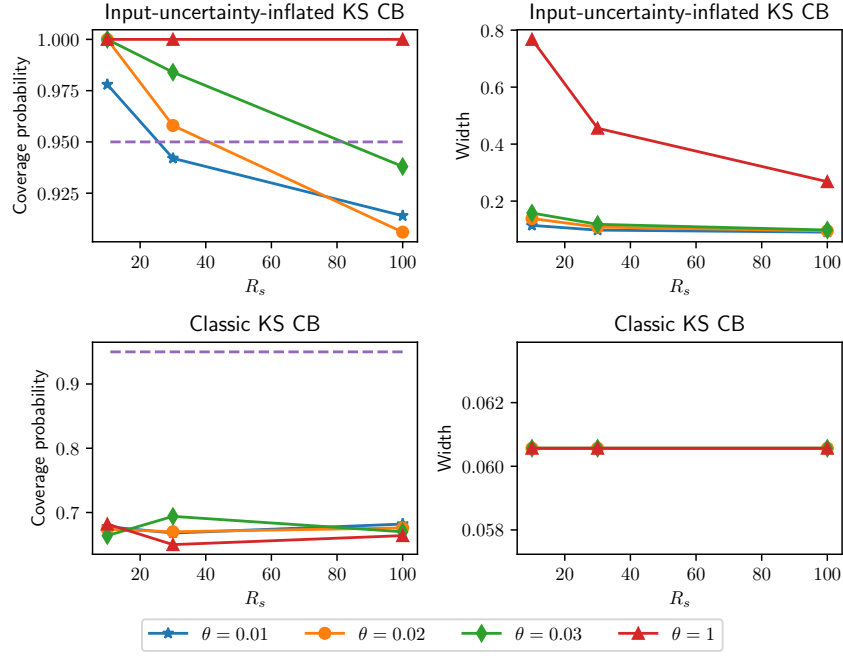 Input-uncertainty-inflated KS CB
Coverage probability
1.000
0.975
0.950
0.925
20 40 60 80 100
R_s
Input-uncertainty-inflated KS CB
Width
0.8
0.6
0.4
0.2
20 40 60 80 100
R_s
Classic KS CB
Coverage probability
0.9
0.8
0.7
20 40 60 80 100
R_s
Classic KS CB
Width
0.062
0.060
0.058
20 40 60 80 100
R_s
θ = 0.01 θ = 0.02 θ = 0.03 θ = 1